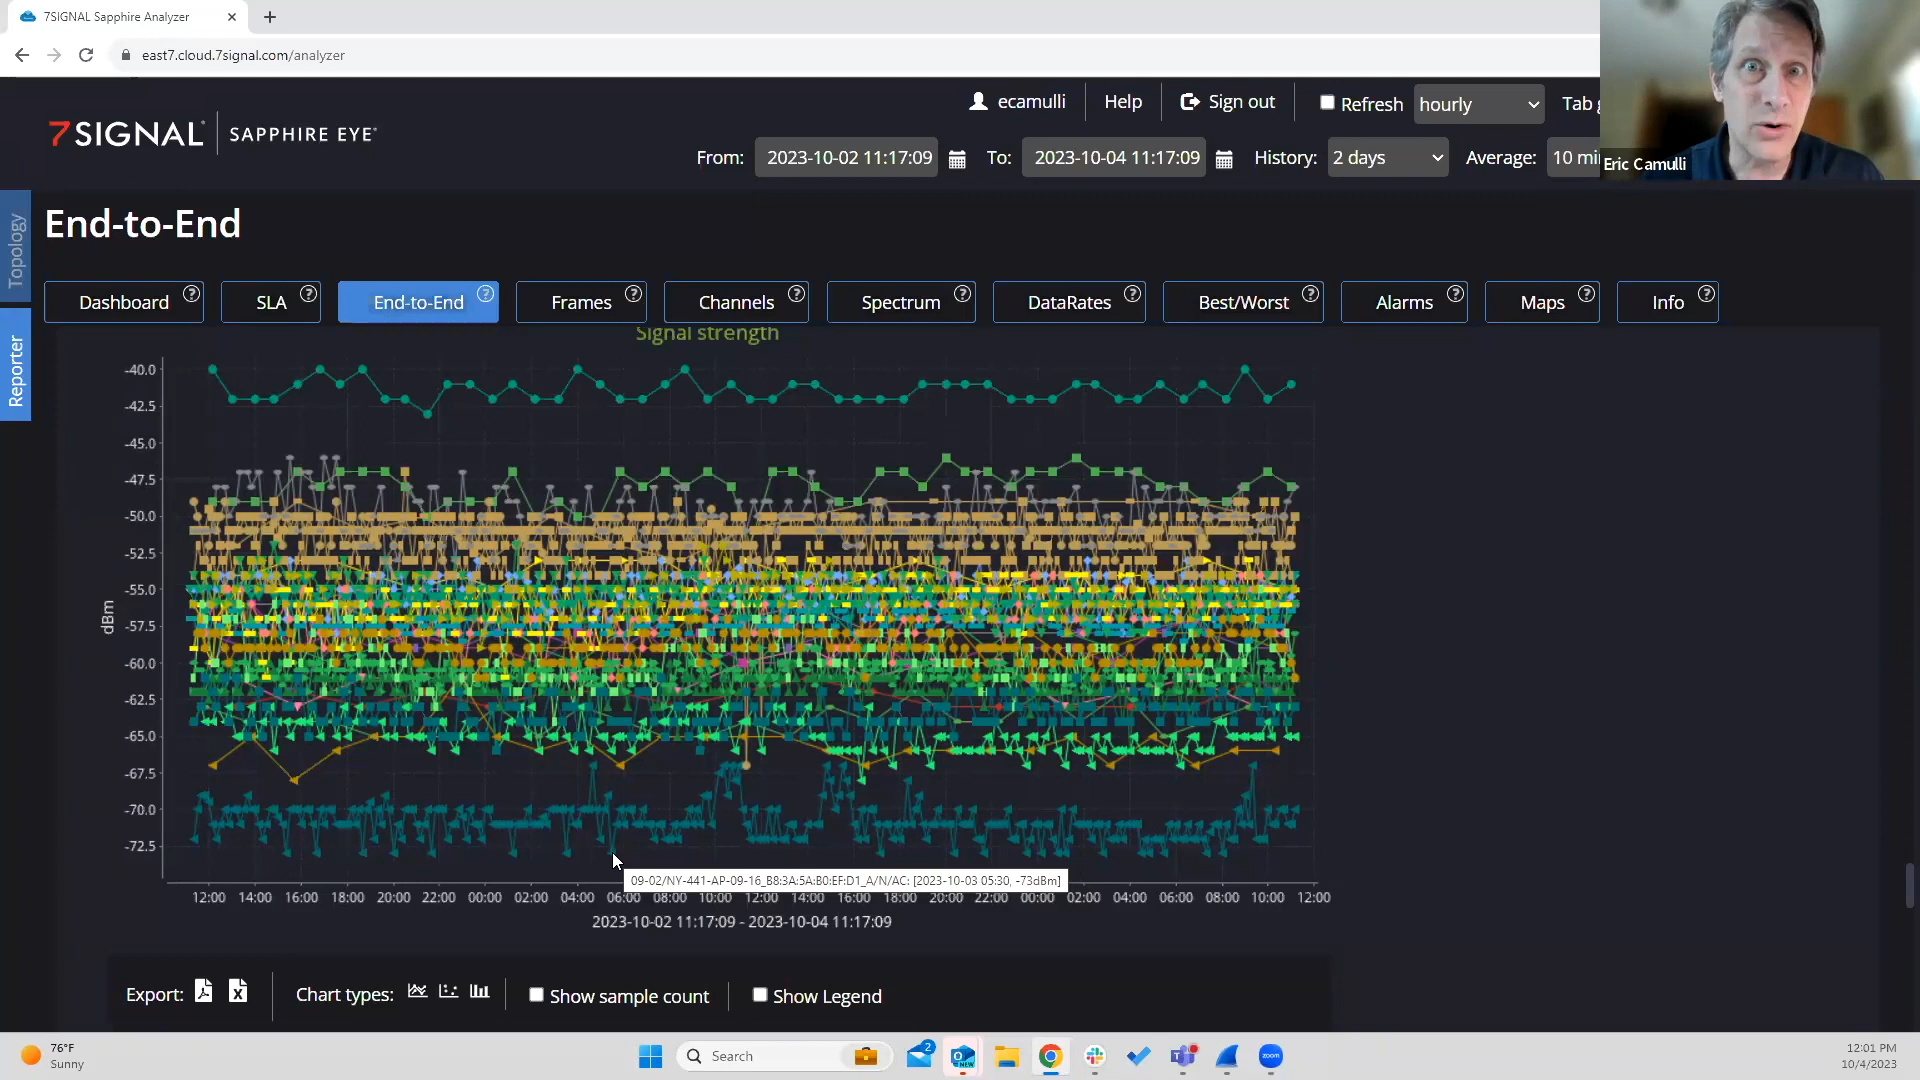 7SIGNAL Sapphire Analyzer
east7.cloud.7signal.com/analyzer
ecamulli Help Sign out Refresh hourly Tab
7SIGNAL SAPPHIRE EYE
From: 2023-10-02 11:17:09 To: 2023-10-04 11:17:09 History: 2 days Average: 10
Eric Camulli
Topology
Reporter
End-to-End
Dashboard ? SLA ? End-to-End ? Frames ? Channels ? Spectrum ? DataRates ? Best/Worst ? Alarms ? Maps ? Info ?
Signal strength
-40.0
-42.5
-45.0
-47.5
-50.0
-52.5
-55.0
-57.5
-60.0
-62.5
-65.0
-67.5
-70.0
-72.5
dBm
09-02/NY-441-AP-09-16_B8:3A:5A:B0:EF:D1_A/N/AC: [2023-10-03 05:30, -73dBm]
12:00 14:00 16:00 18:00 20:00 22:00 00:00 02:00 04:00 06:00 08:00 10:00 12:00 14:00 16:00 18:00 20:00 22:00 00:00 02:00 04:00 06:00 08:00 10:00 12:00
2023-10-02 11:17:09 - 2023-10-04 11:17:09
Export: Chart types: Show sample count Show Legend
76°F
Sunny
Search
2
NEW
zoom
12:01 PM
10/4/2023